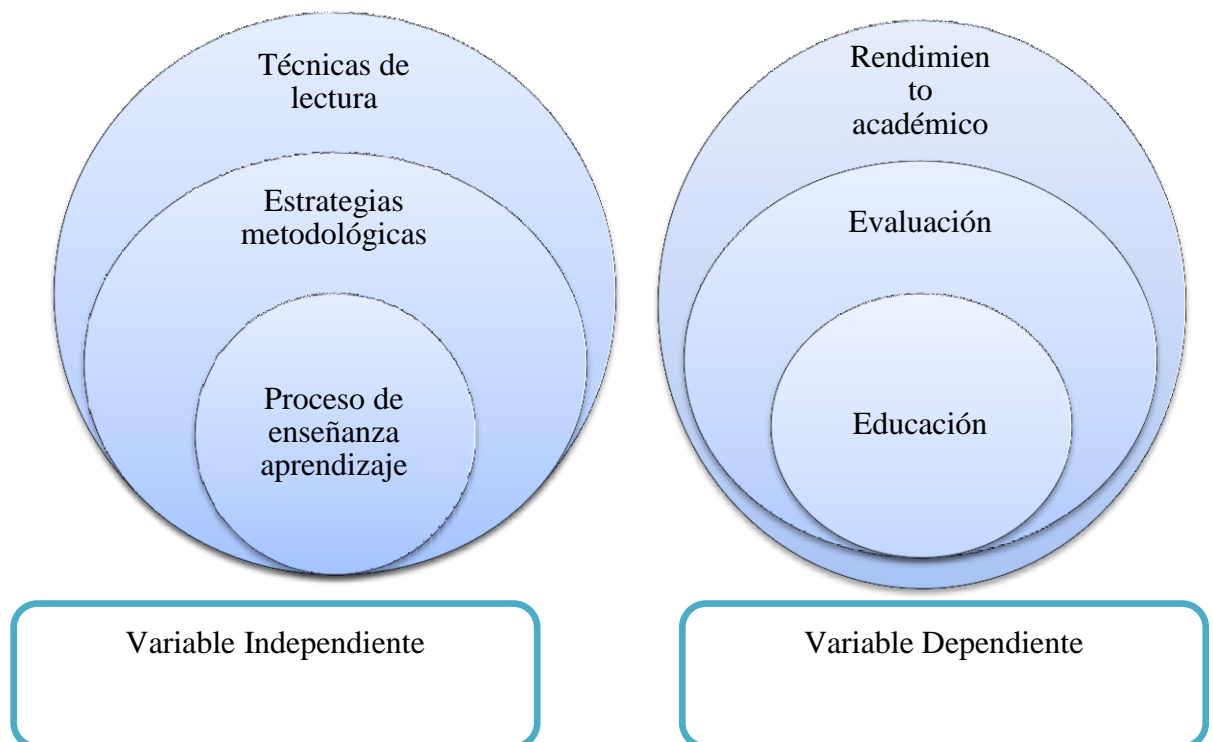 Técnicas de
lectura
Estrategias
metodológicas
Proceso de
enseñanza
aprendizaje
Variable Independiente
Rendimien
to
académico
Evaluación
Educación
Variable Dependiente